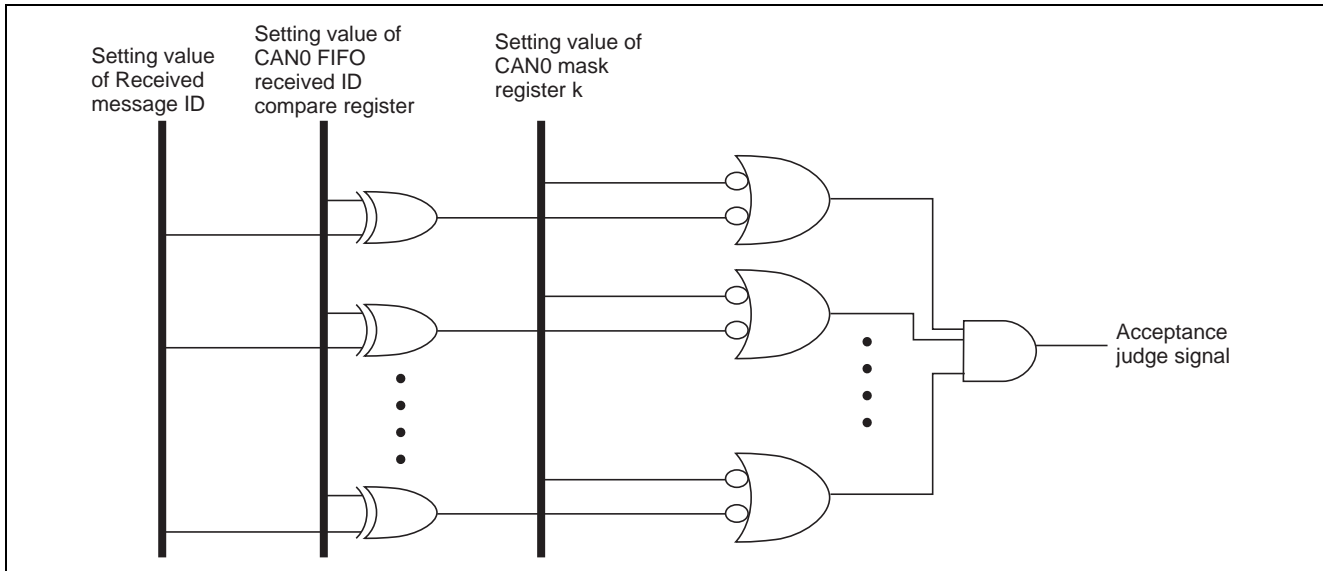 Setting value
of Received
message ID
Setting value of
CAN0 FIFO
received ID
compare register
Setting value of
CAN0 mask
register k
Acceptance
judge signal